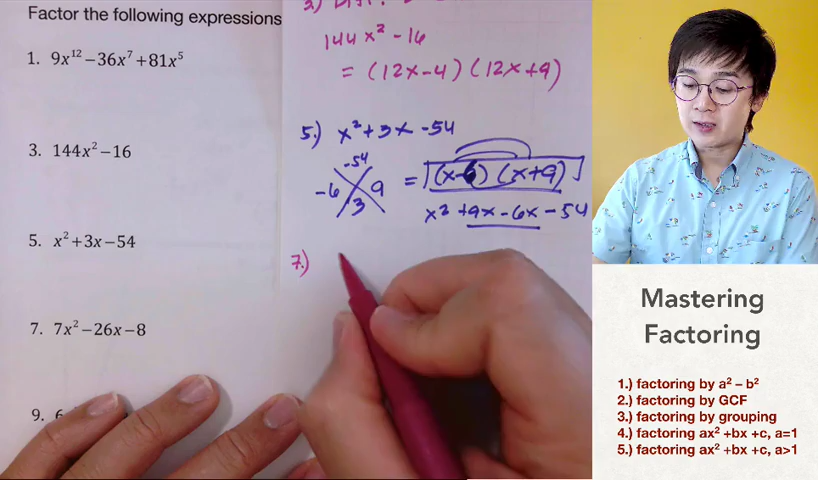 Factor the following expressions
1. 9x¹² – 36x⁷ + 81x⁵
3. 144x² – 16
5. x² + 3x – 54
7. 7x² – 26x – 8
9. 6
3)
144x² - 16
= (12x-4) (12x+4)
5.) x² + 3x - 54
-54
-6 9
3
= (x-6) (x+9)
x² + 9x - 6x - 54
7.)
Mastering
Factoring
1.) factoring by a² – b²
2.) factoring by GCF
3.) factoring by grouping
4.) factoring ax² +bx +c, a=1
5.) factoring ax² +bx +c, a>1